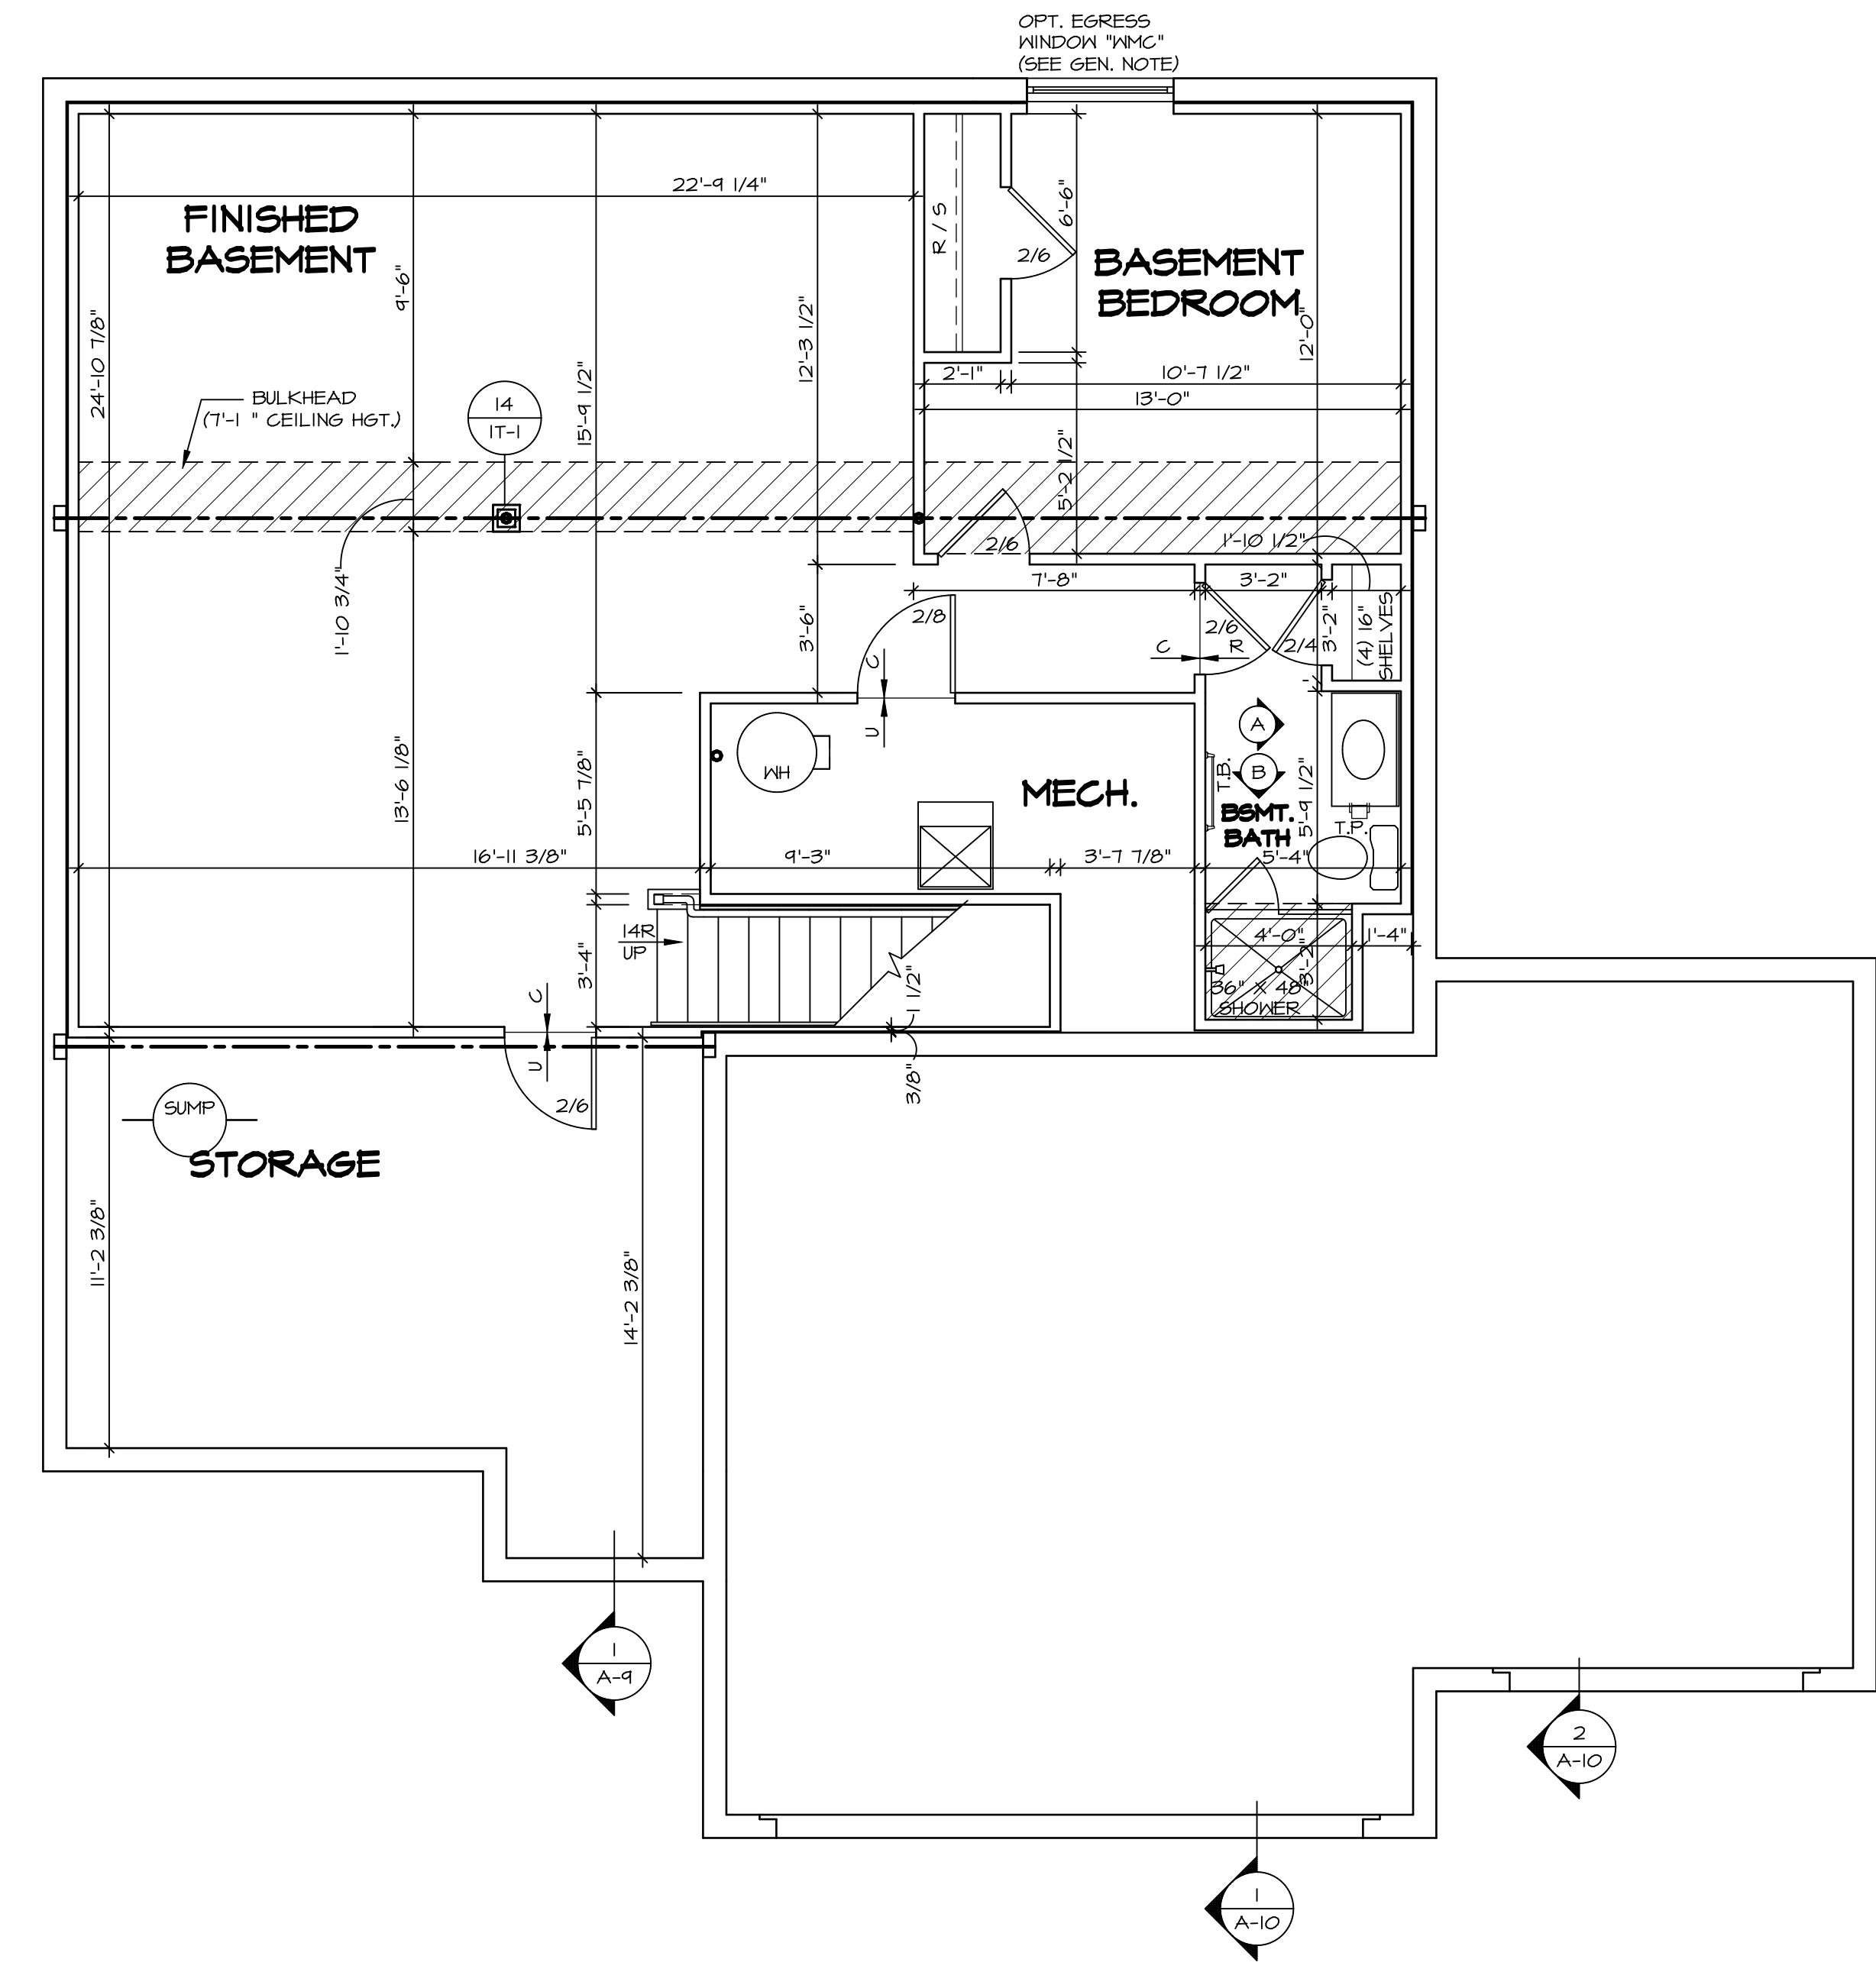 OPT. EGRESS
WINDOW "WMC"
(SEE GEN. NOTE)
22'-9 1/4"
FINISHED
BASEMENT
9'-6"
24'-10 7/8"
15'-9 1/2"
12'-3 1/2"
R / S
6'-6"
2/6
BASEMENT
BEDROOM
12'-0"
2'-1"
10'-7 1/2"
13'-0"
BULKHEAD
(7'-1 " CEILING HGT.)
14
1T-1
5'-2 1/2"
2/6
1'-10 1/2"
1'-10 3/4"
7'-8"
3'-2"
3'-6"
2/8
C
U
2/6
2/4
C
R
3'-2"
(4) 16"
SHELVES
WH
MECH.
A
B
T.B.
BSMT.
BATH
5'-9 1/2"
T.P.
13'-6 1/8"
5'-5 7/8"
16'-11 3/8"
9'-3"
3'-7 7/8"
5'-4"
14R
UP
3'-4"
4'-0"
1'-4"
3'-2"
36" X 48"
SHOWER
1 1/2"
3/8"
C
U
2/6
SUMP
STORAGE
11'-2 3/8"
14'-2 3/8"
1
A-9
2
A-10
1
A-10